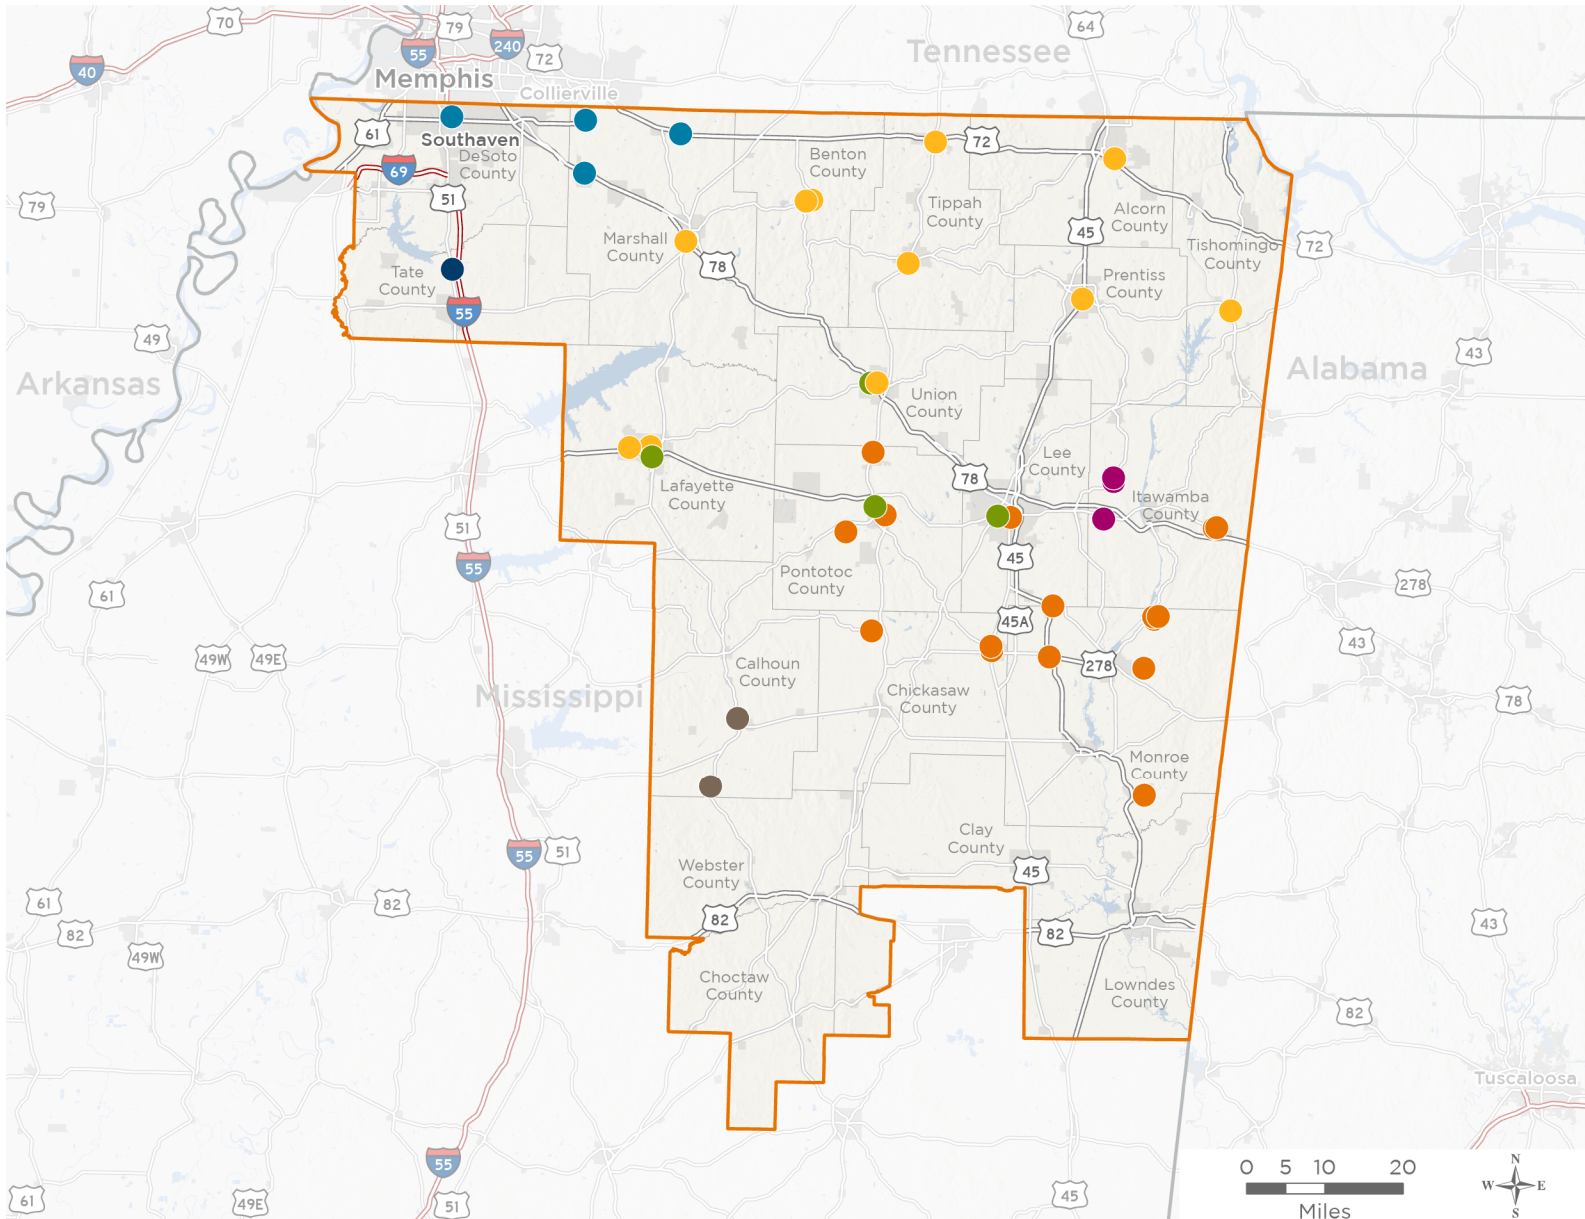 70
79
64
55
240
72
40
Tennessee
Memphis
Collierville
61
Southaven
DeSoto
County
72
Benton
County
69
79
51
Tippah
County
Alcorn
County
45
Marshall
County
Tishomingo
County
72
78
Tate
County
Prentiss
County
55
49
43
Arkansas
Alabama
Union
County
Lee
County
78
Lafayette
County
Itawamba
County
51
45
55
Pontotoc
County
278
61
45A
43
49W
49E
278
Calhoun
County
Mississippi
Chickasaw
County
78
Monroe
County
Clay
County
55
51
Webster
County
45
61
82
82
82
82
43
49W
Choctaw
County
Lowndes
County
82
Tuscaloosa
55
0 5 10 20
Miles
N
W E
S
61
49E
51
45